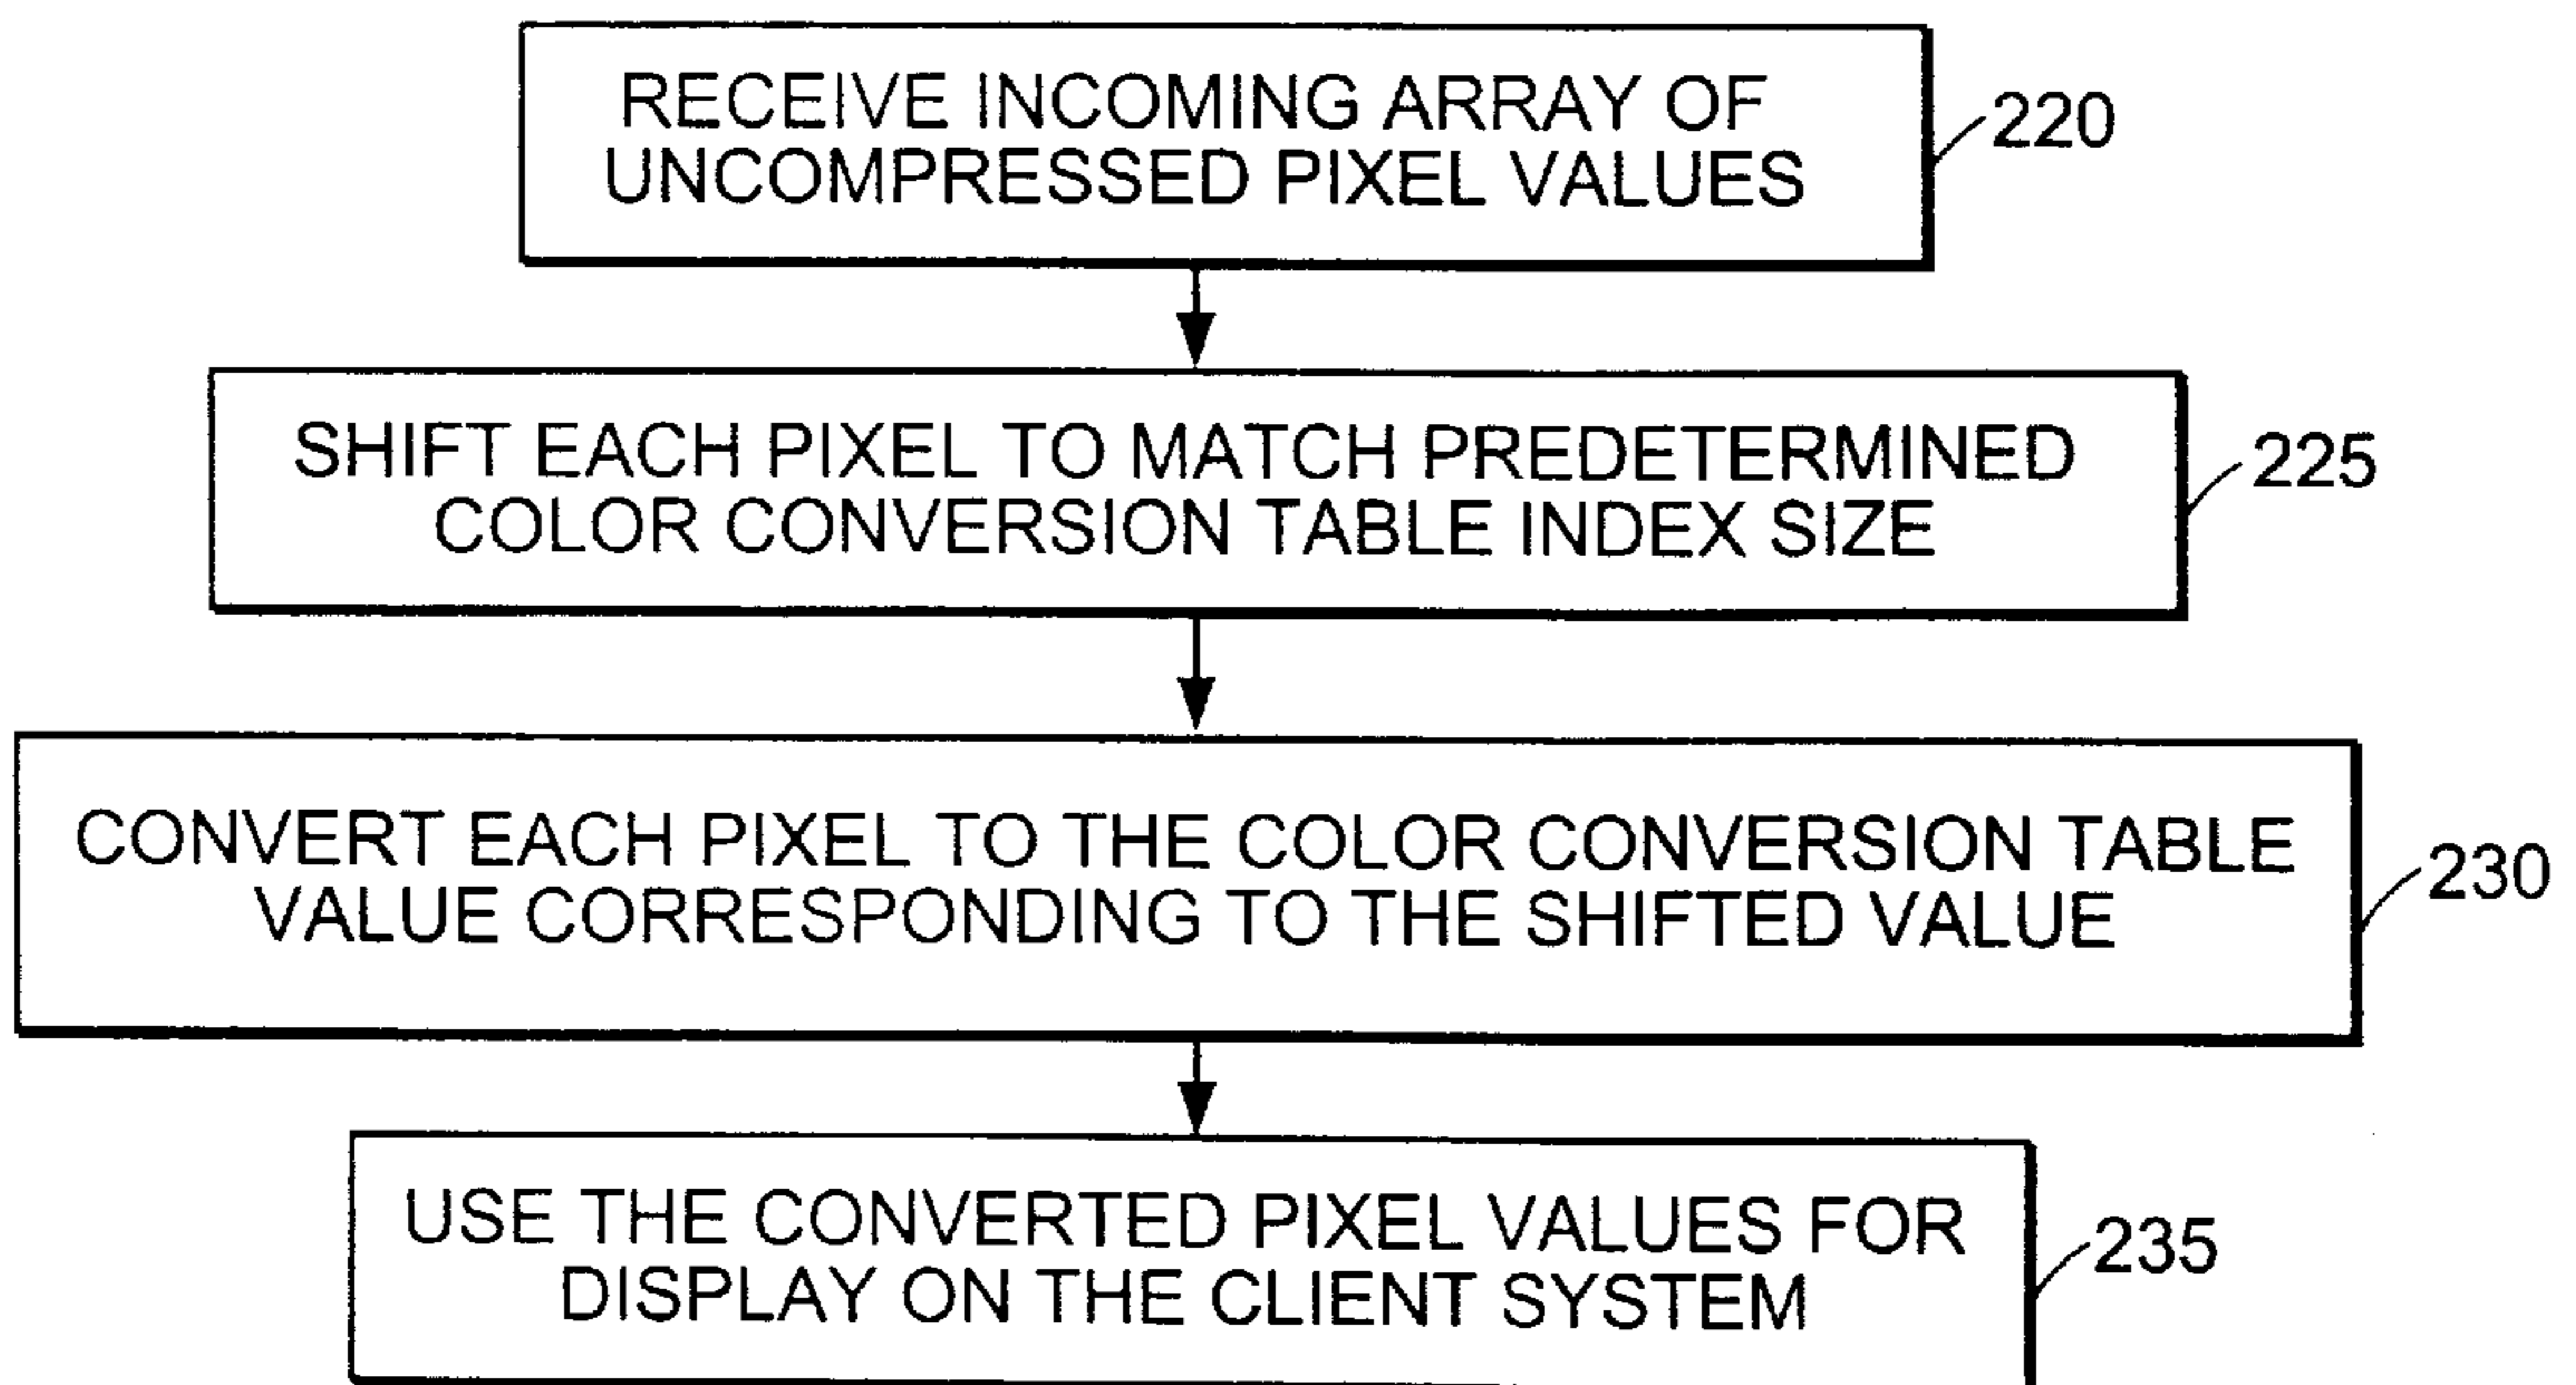 RECEIVE INCOMING ARRAY OF
UNCOMPRESSED PIXEL VALUES
220
SHIFT EACH PIXEL TO MATCH PREDETERMINED
COLOR CONVERSION TABLE INDEX SIZE
225
CONVERT EACH PIXEL TO THE COLOR CONVERSION TABLE
VALUE CORRESPONDING TO THE SHIFTED VALUE
230
USE THE CONVERTED PIXEL VALUES FOR
DISPLAY ON THE CLIENT SYSTEM
235